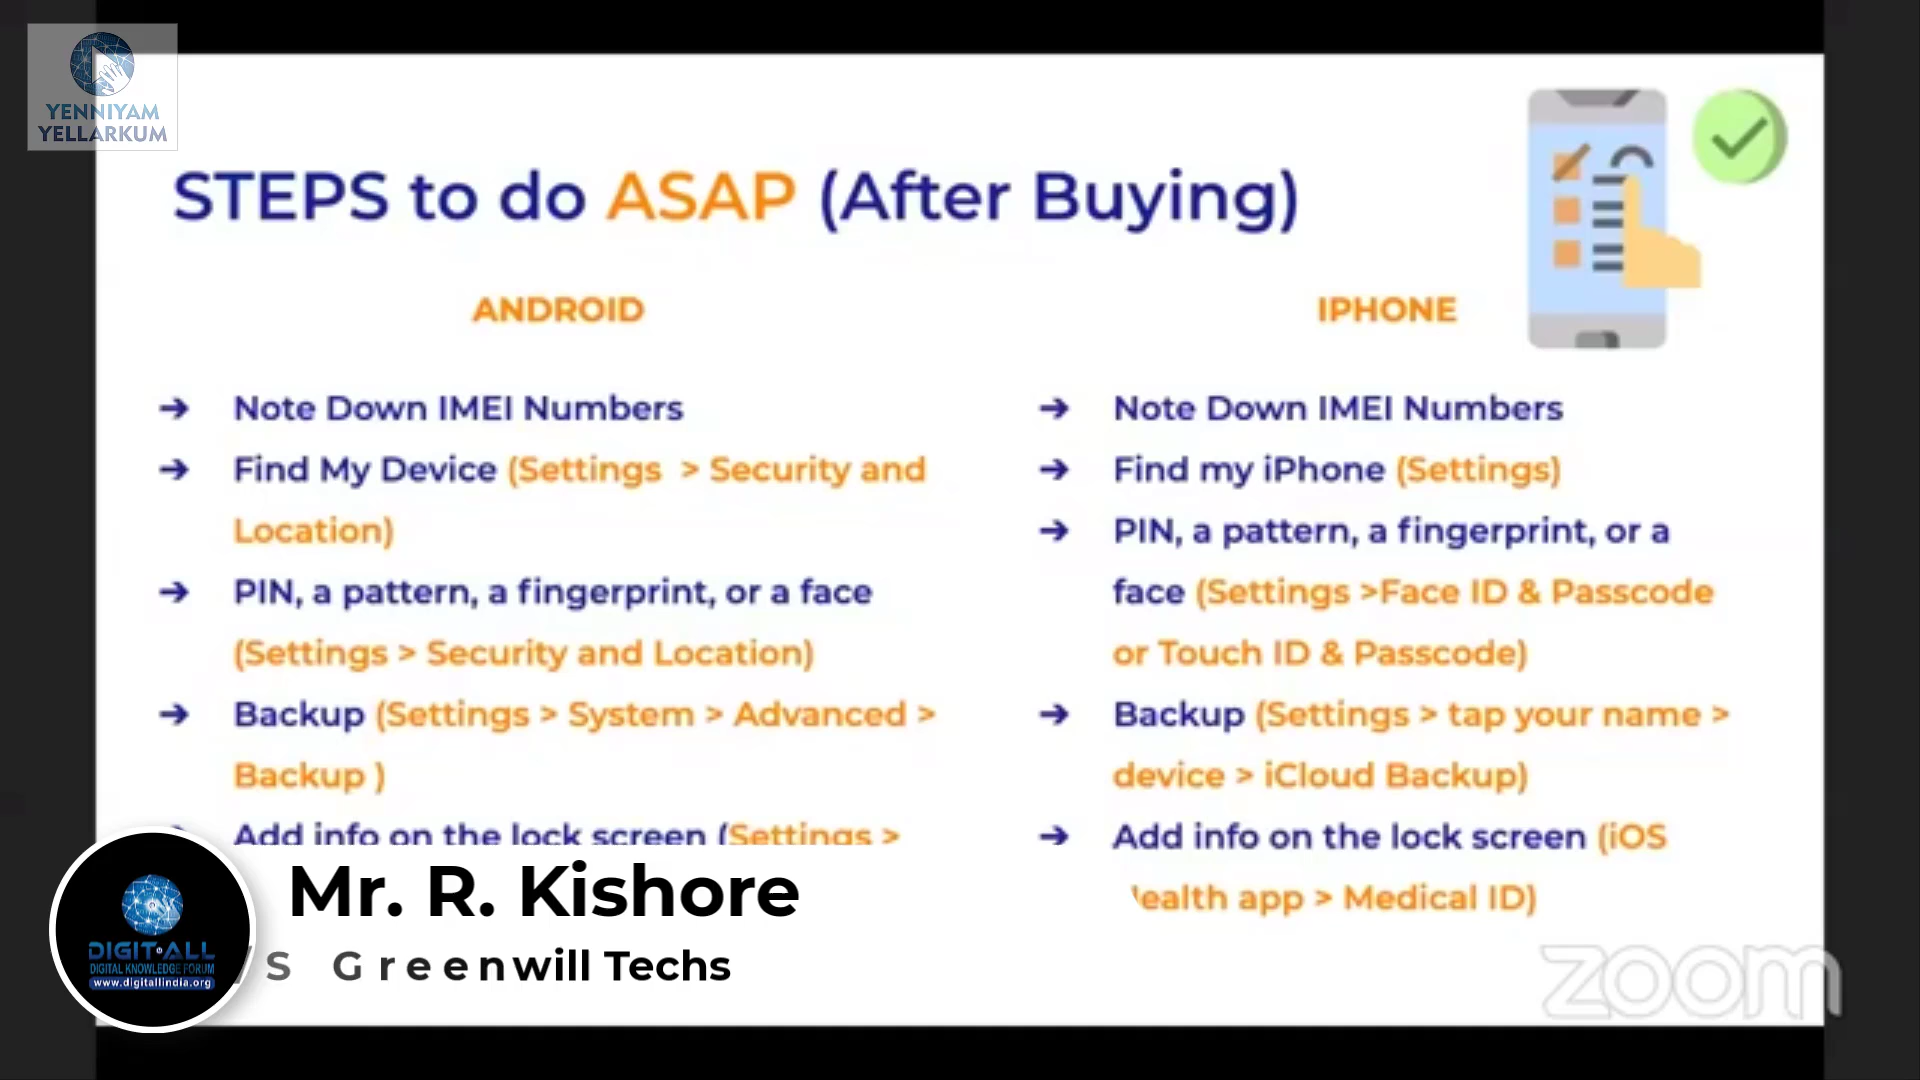 YENNIYAM
YELLARKUM
STEPS to do ASAP (After Buying)
ANDROID
➔ Note Down IMEI Numbers
➔ Find My Device (Settings > Security and
Location)
➔ PIN, a pattern, a fingerprint, or a face
(Settings > Security and Location)
➔ Backup (Settings > System > Advanced >
Backup )
Add info on the lock screen (Settings >
IPHONE
➔ Note Down IMEI Numbers
➔ Find my iPhone (Settings)
➔ PIN, a pattern, a fingerprint, or a
face (Settings >Face ID & Passcode
or Touch ID & Passcode)
➔ Backup (Settings > tap your name >
device > iCloud Backup)
➔ Add info on the lock screen (iOS
app > Medical ID)
Mr. R. Kishore
Greenwill Techs
DIGIT ALL
DIGITAL KNOWLEDGE FORUM
www.digitallindia.org
zoom